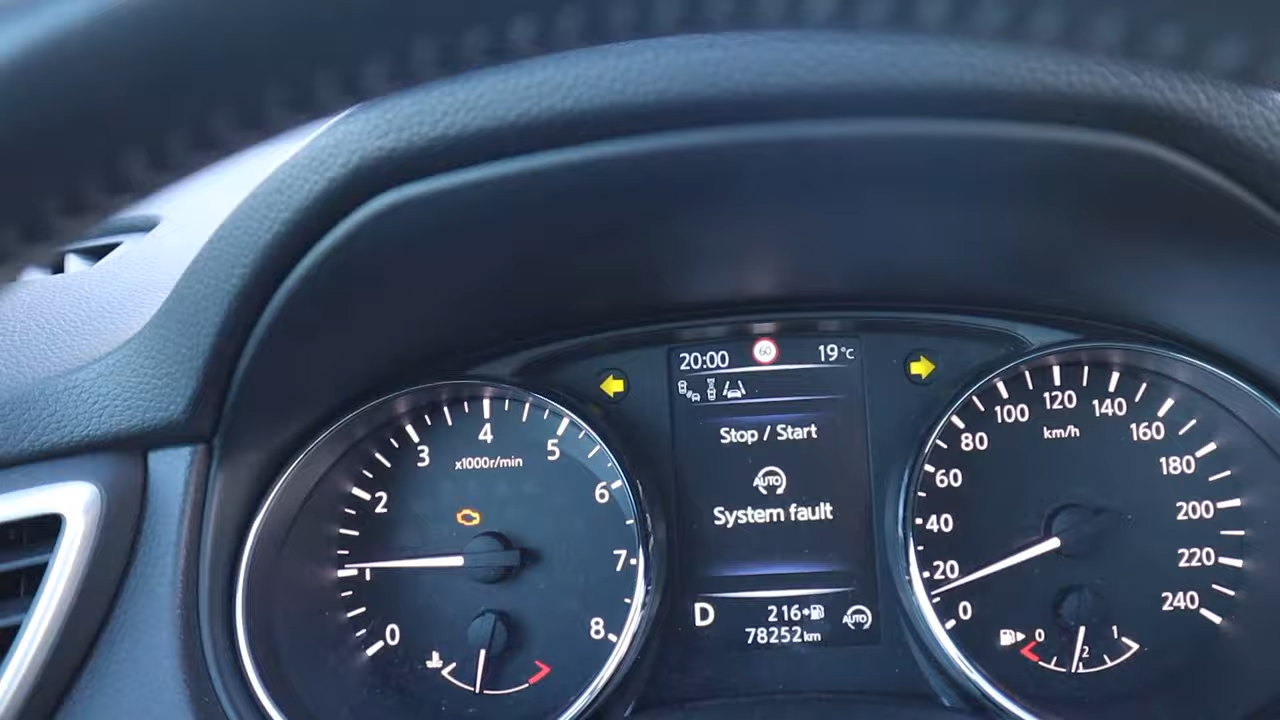 20:00 60 19°C
Stop / Start
AUTO
System fault
D 216
78252km
AUTO
0
1
2
3
4
5
6
7
8
x1000r/min
0
20
40
60
80
100
120
140
160
180
200
220
240
km/h
0
1/2
1